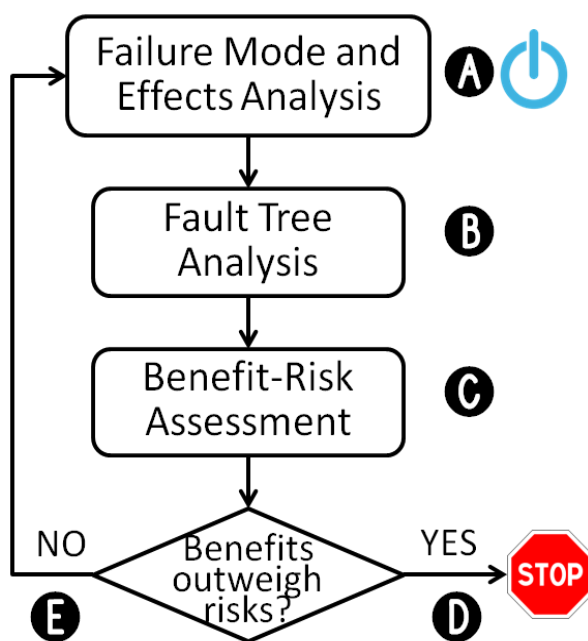 Failure Mode and
Effects Analysis
A
Fault Tree
Analysis
B
Benefit-Risk
Assessment
C
NO
Benefits
outweigh
risks?
YES
STOP
E
D